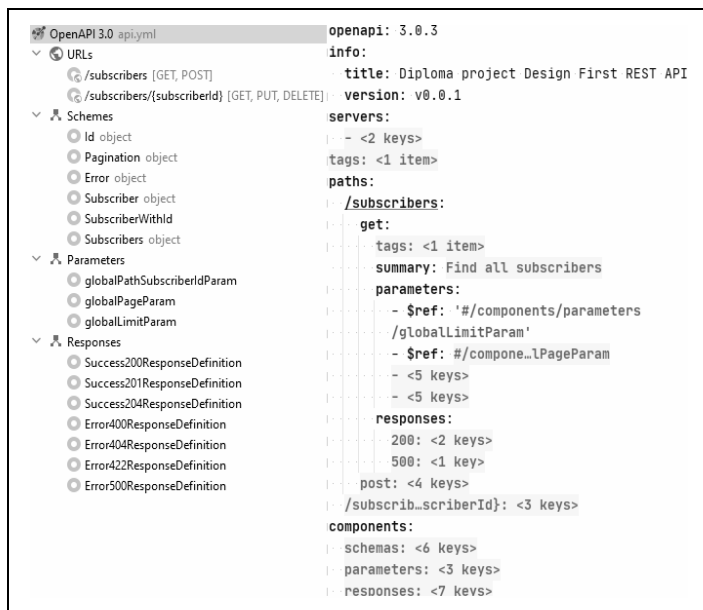 OpenAPI 3.0 api.yml
URLs
/subscribers [GET, POST]
/subscribers/{subscriberId} [GET, PUT, DELETE]
Schemes
Id object
Pagination object
Error object
Subscriber object
SubscriberWithId
Subscribers object
Parameters
globalPathSubscriberIdParam
globalPageParam
globalLimitParam
Responses
Success200ResponseDefinition
Success201ResponseDefinition
Success204ResponseDefinition
Error400ResponseDefinition
Error404ResponseDefinition
Error422ResponseDefinition
Error500ResponseDefinition
openapi: 3.0.3
info:
title: Diploma project Design First REST API
version: v0.0.1
servers:
- <2 keys>
tags: <1 item>
paths:
/subscribers:
get:
tags: <1 item>
summary: Find all subscribers
parameters:
- $ref: '#/components/parameters
/globalLimitParam'
- $ref: #/compone…lPageParam
- <5 keys>
- <5 keys>
responses:
200: <2 keys>
500: <1 key>
post: <4 keys>
/subscrib…scriberId}: <3 keys>
components:
schemas: <6 keys>
parameters: <3 keys>
responses: <7 keys>